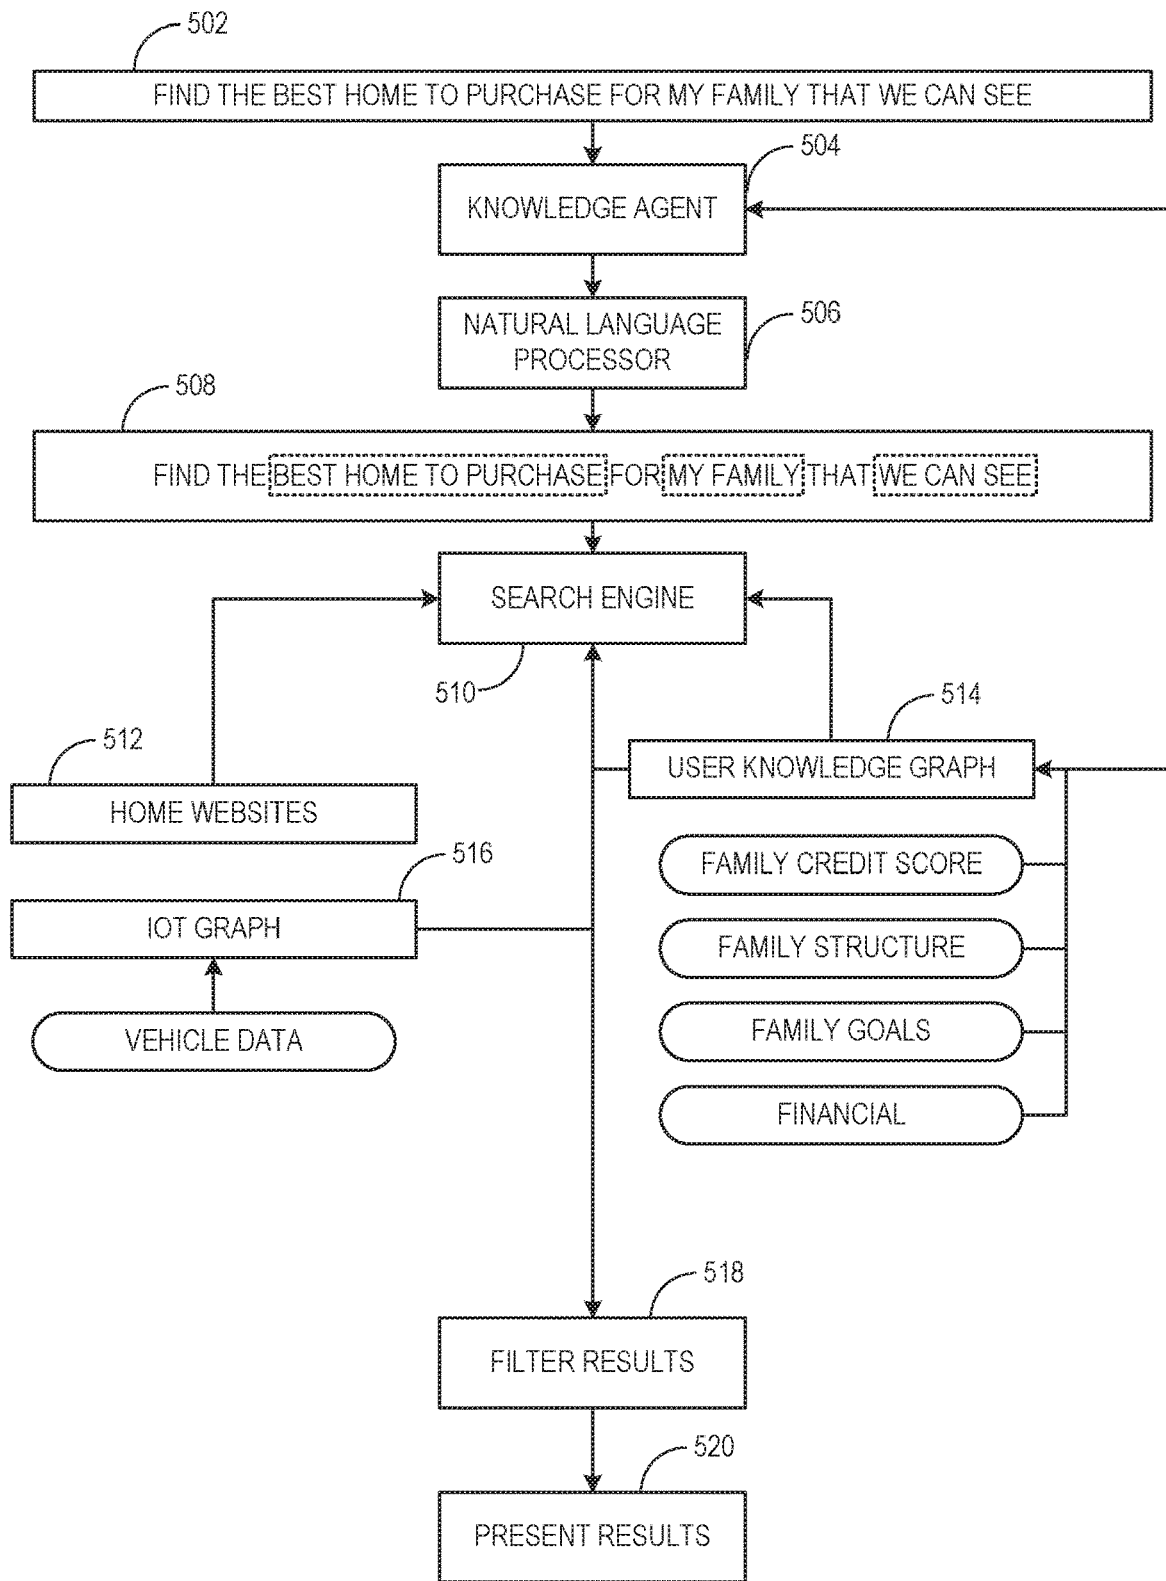 502
FIND THE BEST HOME TO PURCHASE FOR MY FAMILY THAT WE CAN SEE
504
KNOWLEDGE AGENT
506
NATURAL LANGUAGE
PROCESSOR
508
FIND THE BEST HOME TO PURCHASE FOR MY FAMILY THAT WE CAN SEE
SEARCH ENGINE
510
514
512
USER KNOWLEDGE GRAPH
HOME WEBSITES
516
FAMILY CREDIT SCORE
IOT GRAPH
FAMILY STRUCTURE
FAMILY GOALS
VEHICLE DATA
FINANCIAL
518
FILTER RESULTS
520
PRESENT RESULTS